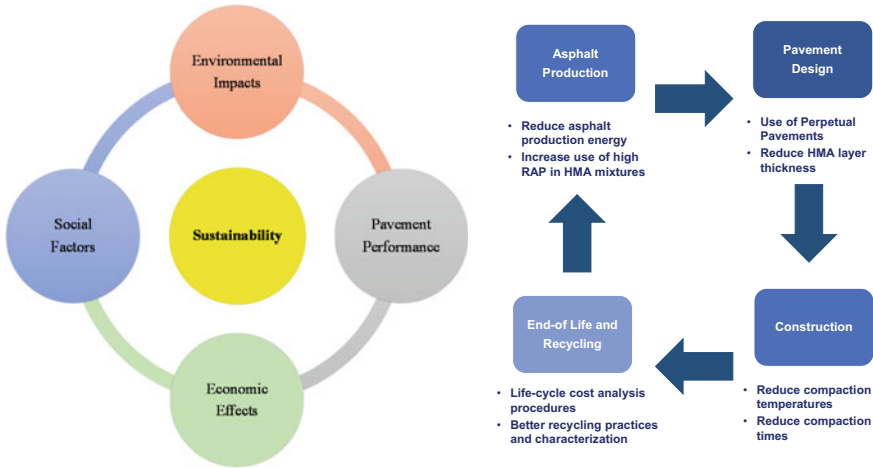 Environmental
Impacts
Social
Factors
Sustainability
Pavement
Performance
Economic
Effects
Asphalt
Production
• Reduce asphalt
production energy
• Increase use of high
RAP in HMA mixtures
Pavement
Design
• Use of Perpetual
Pavements
• Reduce HMA layer
thickness
Construction
• Reduce compaction
temperatures
• Reduce compaction
times
End-of Life and
Recycling
• Life-cycle cost analysis
procedures
• Better recycling practices
and characterization